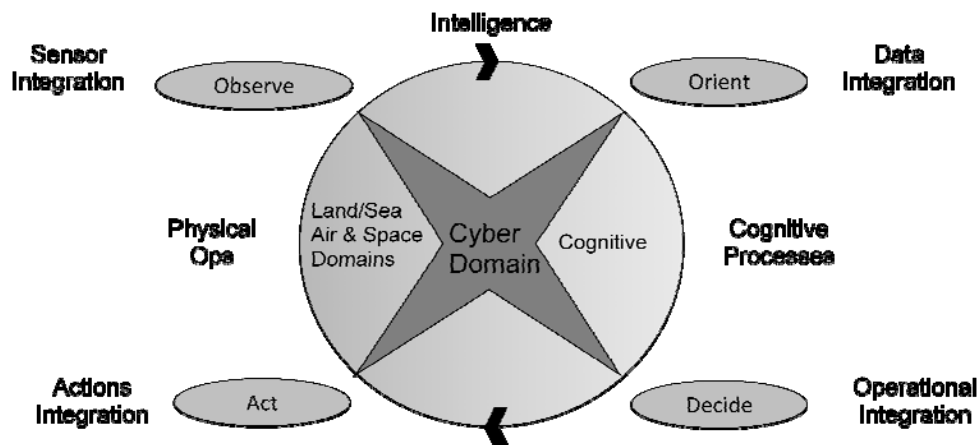 Intelligence
Sensor
Integration
Observe
Orient
Data
Integration
Physical
Ops
Land/Sea
Air & Space
Domains
Cyber
Domain
Cognitive
Cognitive
Processes
Actions
Integration
Act
Decide
Operational
Integration